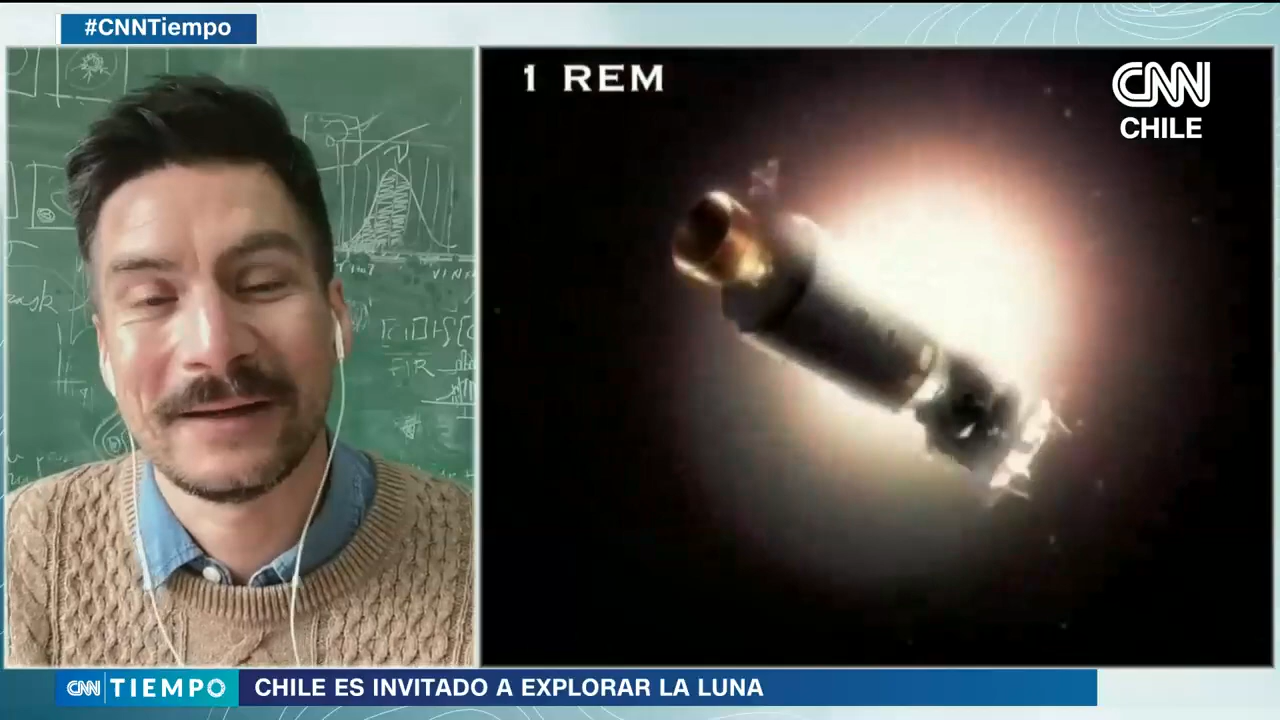 #CNNTiempo
1 REM
CNN
CHILE
CNN TIEMPO
CHILE ES INVITADO A EXPLORAR LA LUNA